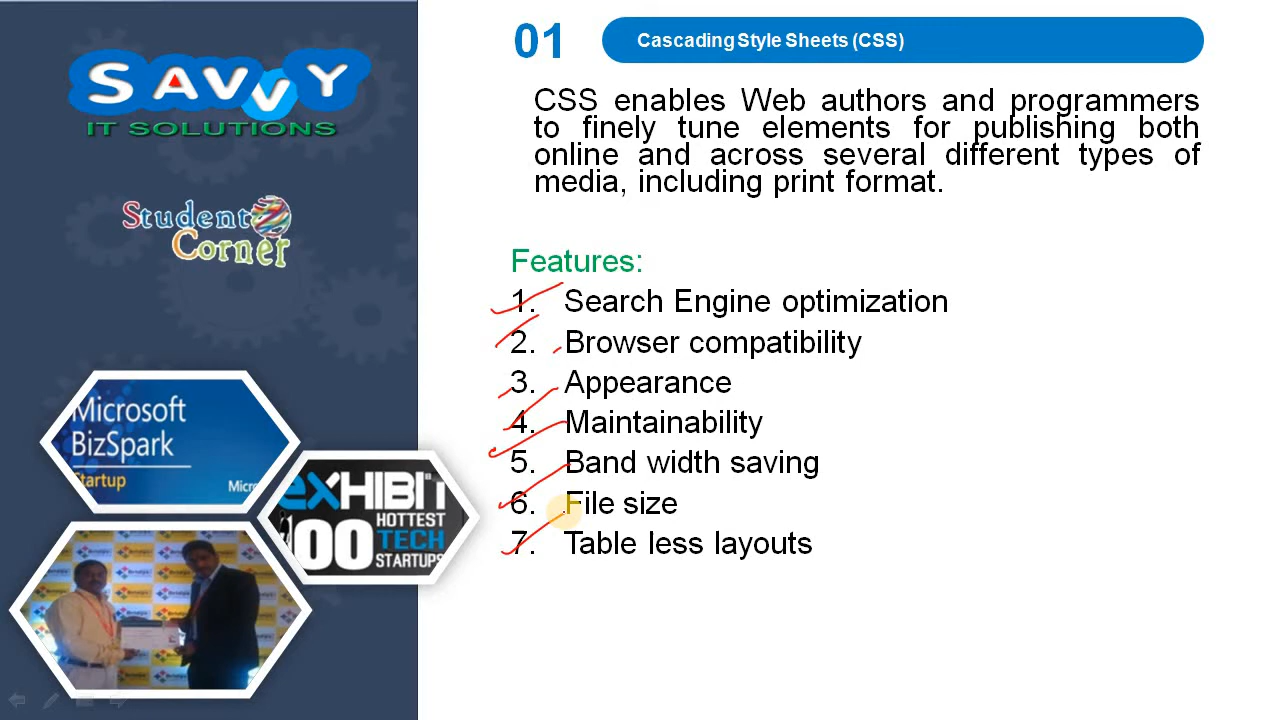 SAVVY
IT SOLUTIONS
Student
Corner
Microsoft
BizSpark
Startup
Micros
eXHIBIT
100
HOTTEST
TECH
STARTUPS
01
Cascading Style Sheets (CSS)
CSS enables Web authors and programmers
to finely tune elements for publishing both
online and across several different types of
media, including print format.
Features:
1. Search Engine optimization
2. Browser compatibility
3. Appearance
4. Maintainability
5. Band width saving
6. File size
7. Table less layouts